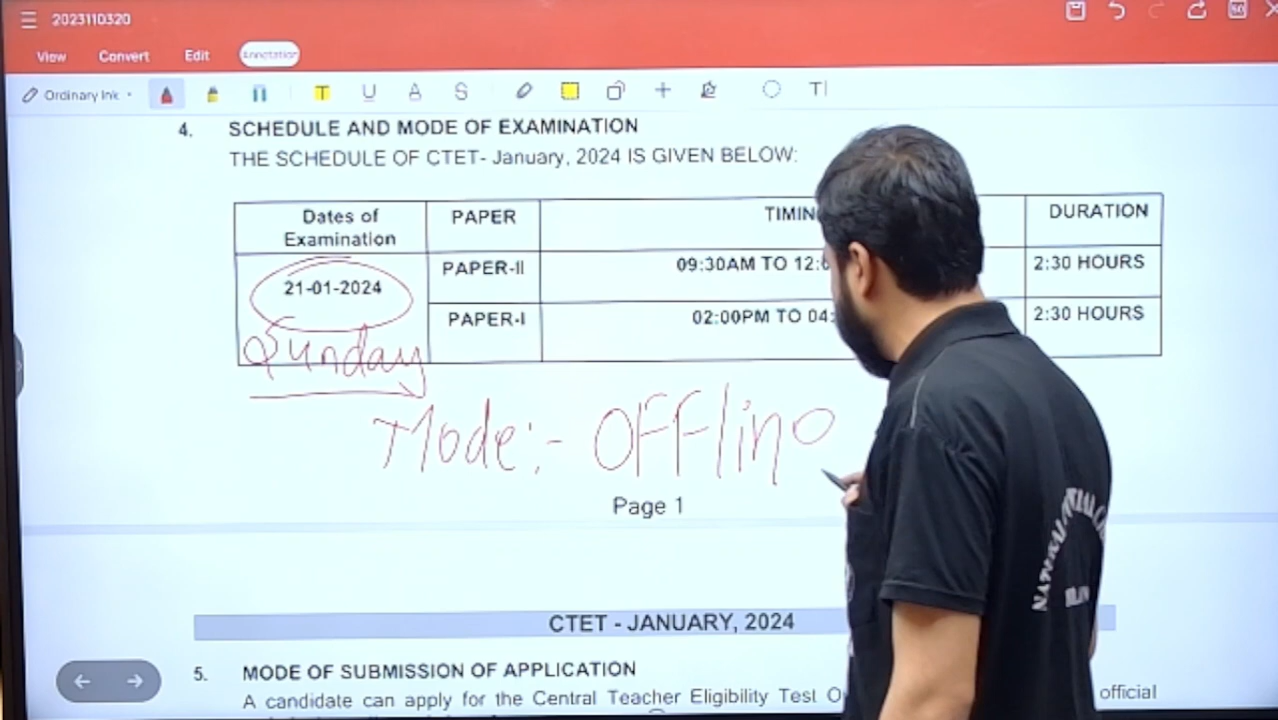 2023110320
View Convert Edit Annotation
Ordinary Ink
4. SCHEDULE AND MODE OF EXAMINATION
THE SCHEDULE OF CTET- January, 2024 IS GIVEN BELOW:
Dates of Examination PAPER DURATION
21-01-2024 PAPER-II 09:30AM TO 2:30 HOURS
PAPER-I 02:00PM TO 2:30 HOURS
Sunday
Mode:- OFFlin
Page 1
CTET - JANUARY, 2024
5. MODE OF SUBMISSION OF APPLICATION
A candidate can apply for the Central Teacher Eligibility Test official